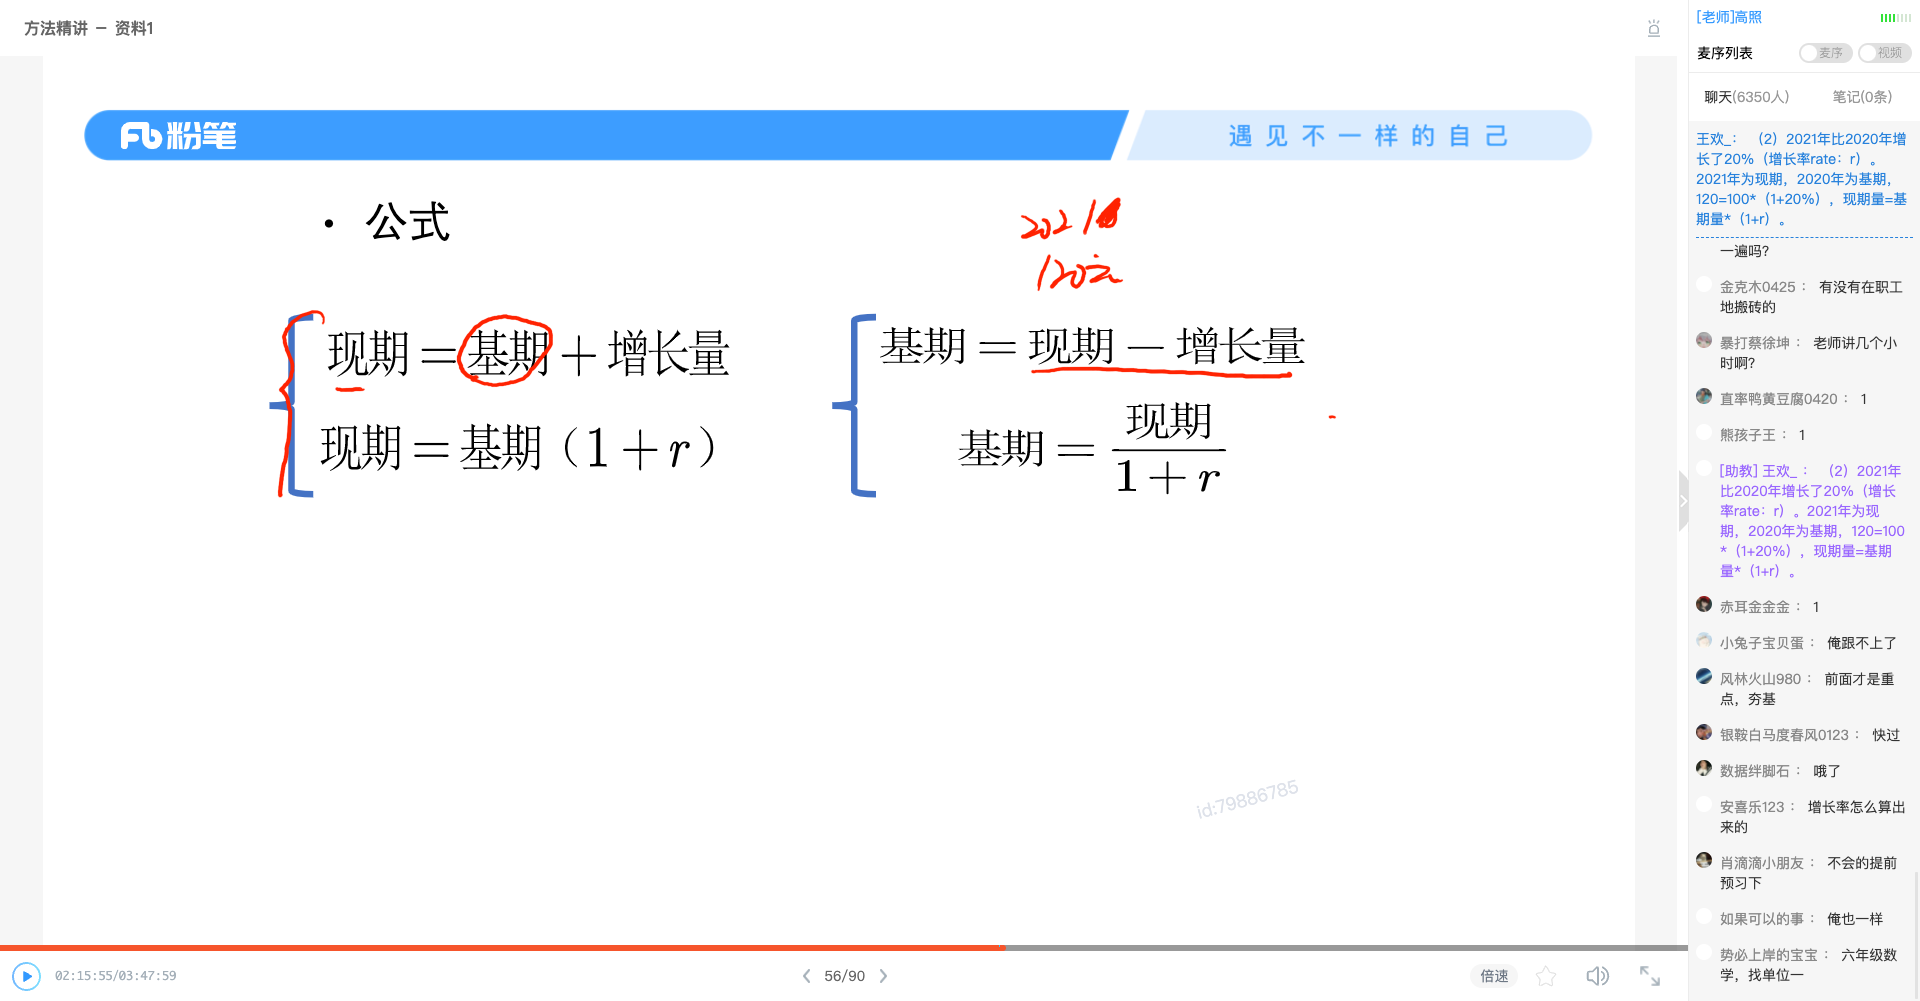 方法精讲 － 资料1
粉笔
遇见不一样的自己
· 公式
2021年
120元
现期＝基期＋增长量
现期＝基期（1＋r）
基期＝现期－增长量
基期＝现期/1＋r
id:79886785
02:15:55/03:47:59
56/90
倍速
[老师]高照
麦序列表
麦序
视频
聊天(6350人)
笔记(0条)
王欢_： （2）2021年比2020年增
长了20%（增长率rate：r）。
2021年为现期，2020年为基期，
120=100*（1+20%），现期量=基
期量*（1+r）。
一遍吗?
金克木0425： 有没有在职工
地搬砖的
暴打蔡徐坤： 老师讲几个小
时啊?
直率鸭黄豆腐0420： 1
熊孩子王： 1
[助教] 王欢_： （2）2021年
比2020年增长了20%（增长
率rate：r）。2021年为现
期，2020年为基期，120=100
*（1+20%），现期量=基期
量*（1+r）。
赤耳金金金： 1
小兔子宝贝蛋： 俺跟不上了
风林火山980： 前面才是重
点，夯基
银鞍白马度春风0123： 快过
数据绊脚石： 哦了
安喜乐123： 增长率怎么算出
来的
肖滴滴小朋友： 不会的提前
预习下
如果可以的事： 俺也一样
势必上岸的宝宝： 六年级数
学，找单位一